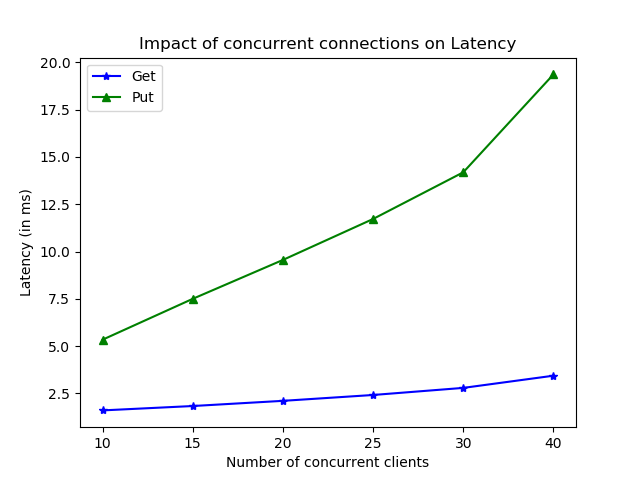 Impact of concurrent connections on Latency
Get
Put
20.0
17.5
15.0
12.5
10.0
7.5
5.0
2.5
Latency (in ms)
10 15 20 25 30 40
Number of concurrent clients